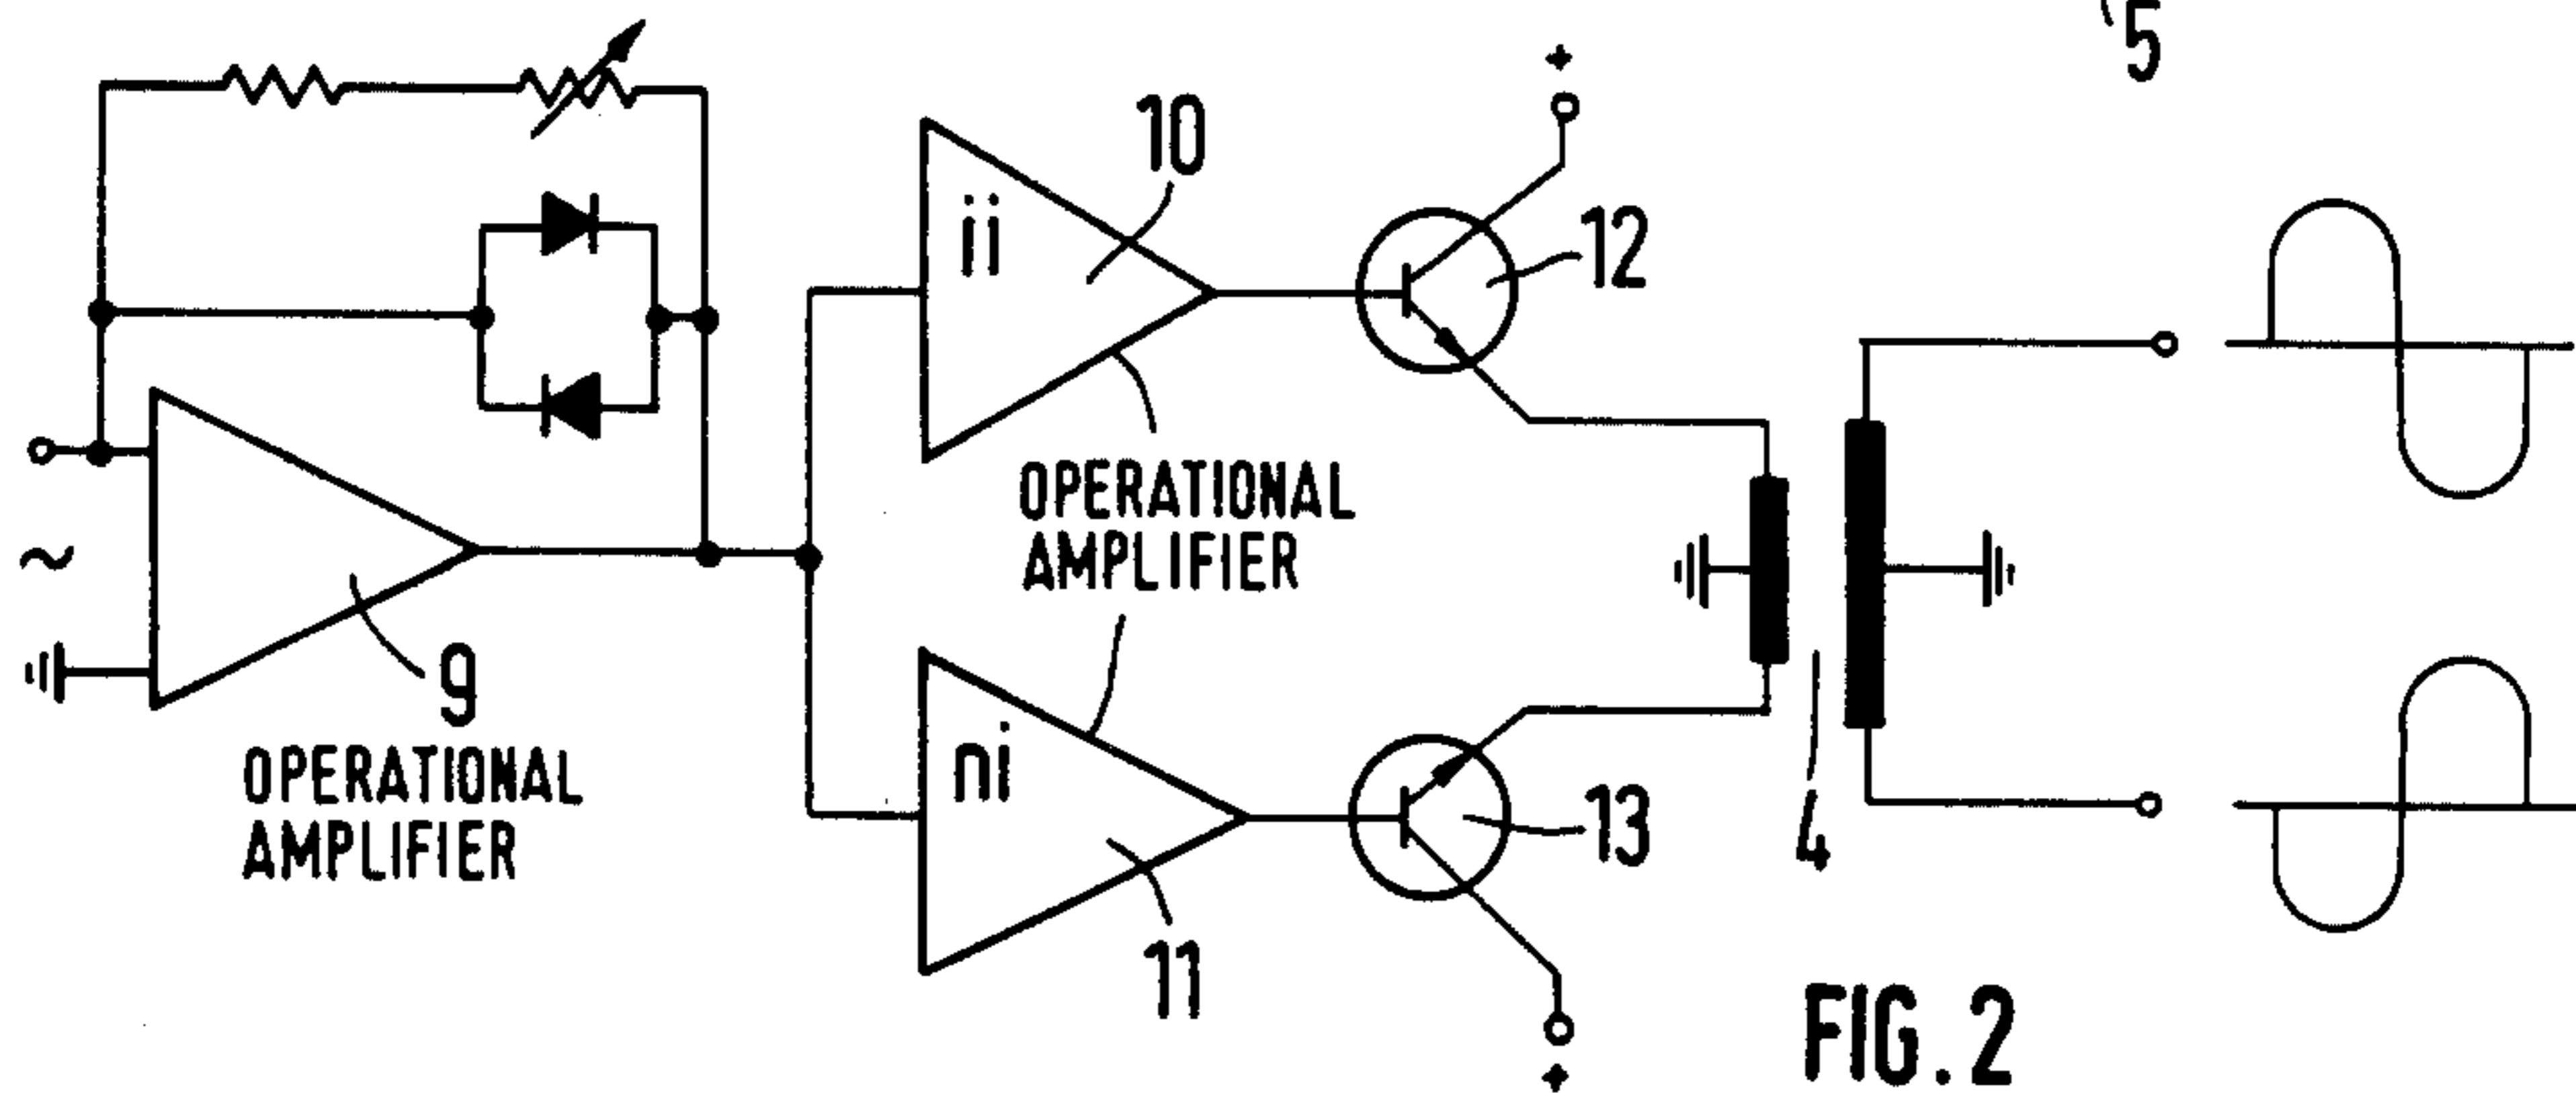 5
+
10
ii
12
OPERATIONAL
AMPLIFIER
~
9
OPERATIONAL
AMPLIFIER
ni
13
4
11
+
FIG. 2